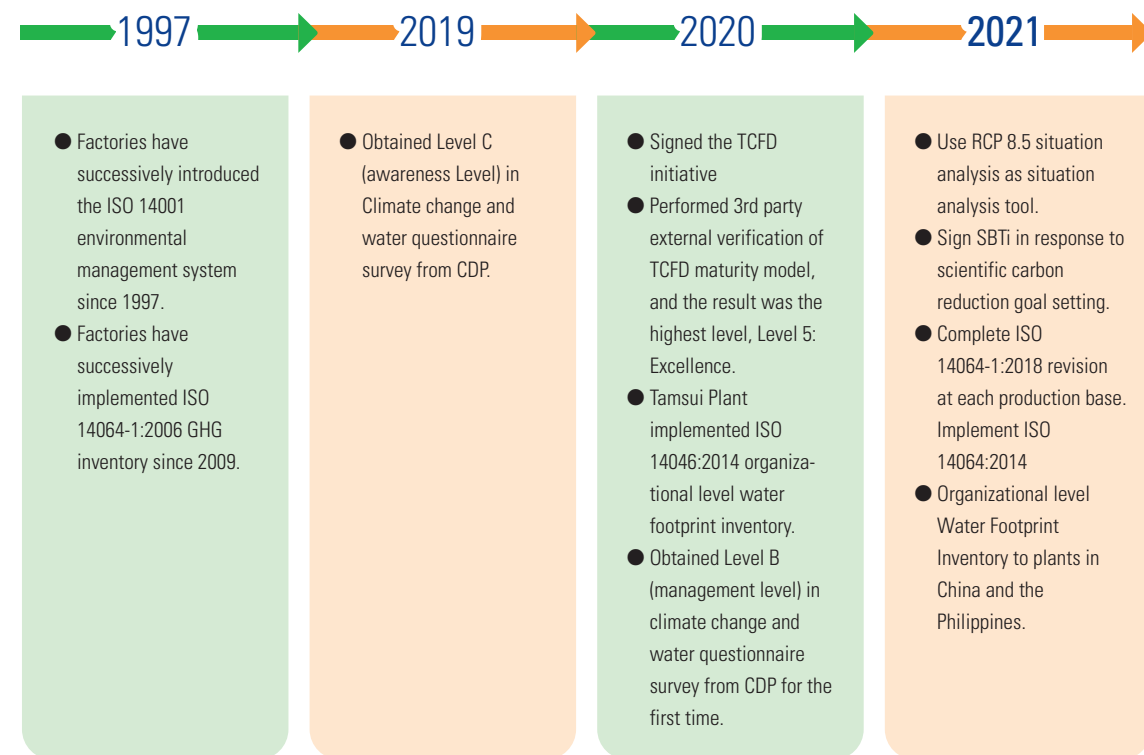 1997
2019
2020
2021
● Factories have
successively introduced
the ISO 14001
environmental
management system
since 1997.
● Factories have
successively
implemented ISO
14064-1:2006 GHG
inventory since 2009.
● Obtained Level C
(awareness Level) in
Climate change and
water questionnaire
survey from CDP.
● Signed the TCFD
initiative
● Performed 3rd party
external verification of
TCFD maturity model,
and the result was the
highest level, Level 5:
Excellence.
● Tamsui Plant
implemented ISO
14046:2014 organiza-
tional level water
footprint inventory.
● Obtained Level B
(management level) in
climate change and
water questionnaire
survey from CDP for the
first time.
● Use RCP 8.5 situation
analysis as situation
analysis tool.
● Sign SBTi in response to
scientific carbon
reduction goal setting.
● Complete ISO
14064-1:2018 revision
at each production base.
Implement ISO
14064:2014
● Organizational level
Water Footprint
Inventory to plants in
China and the
Philippines.